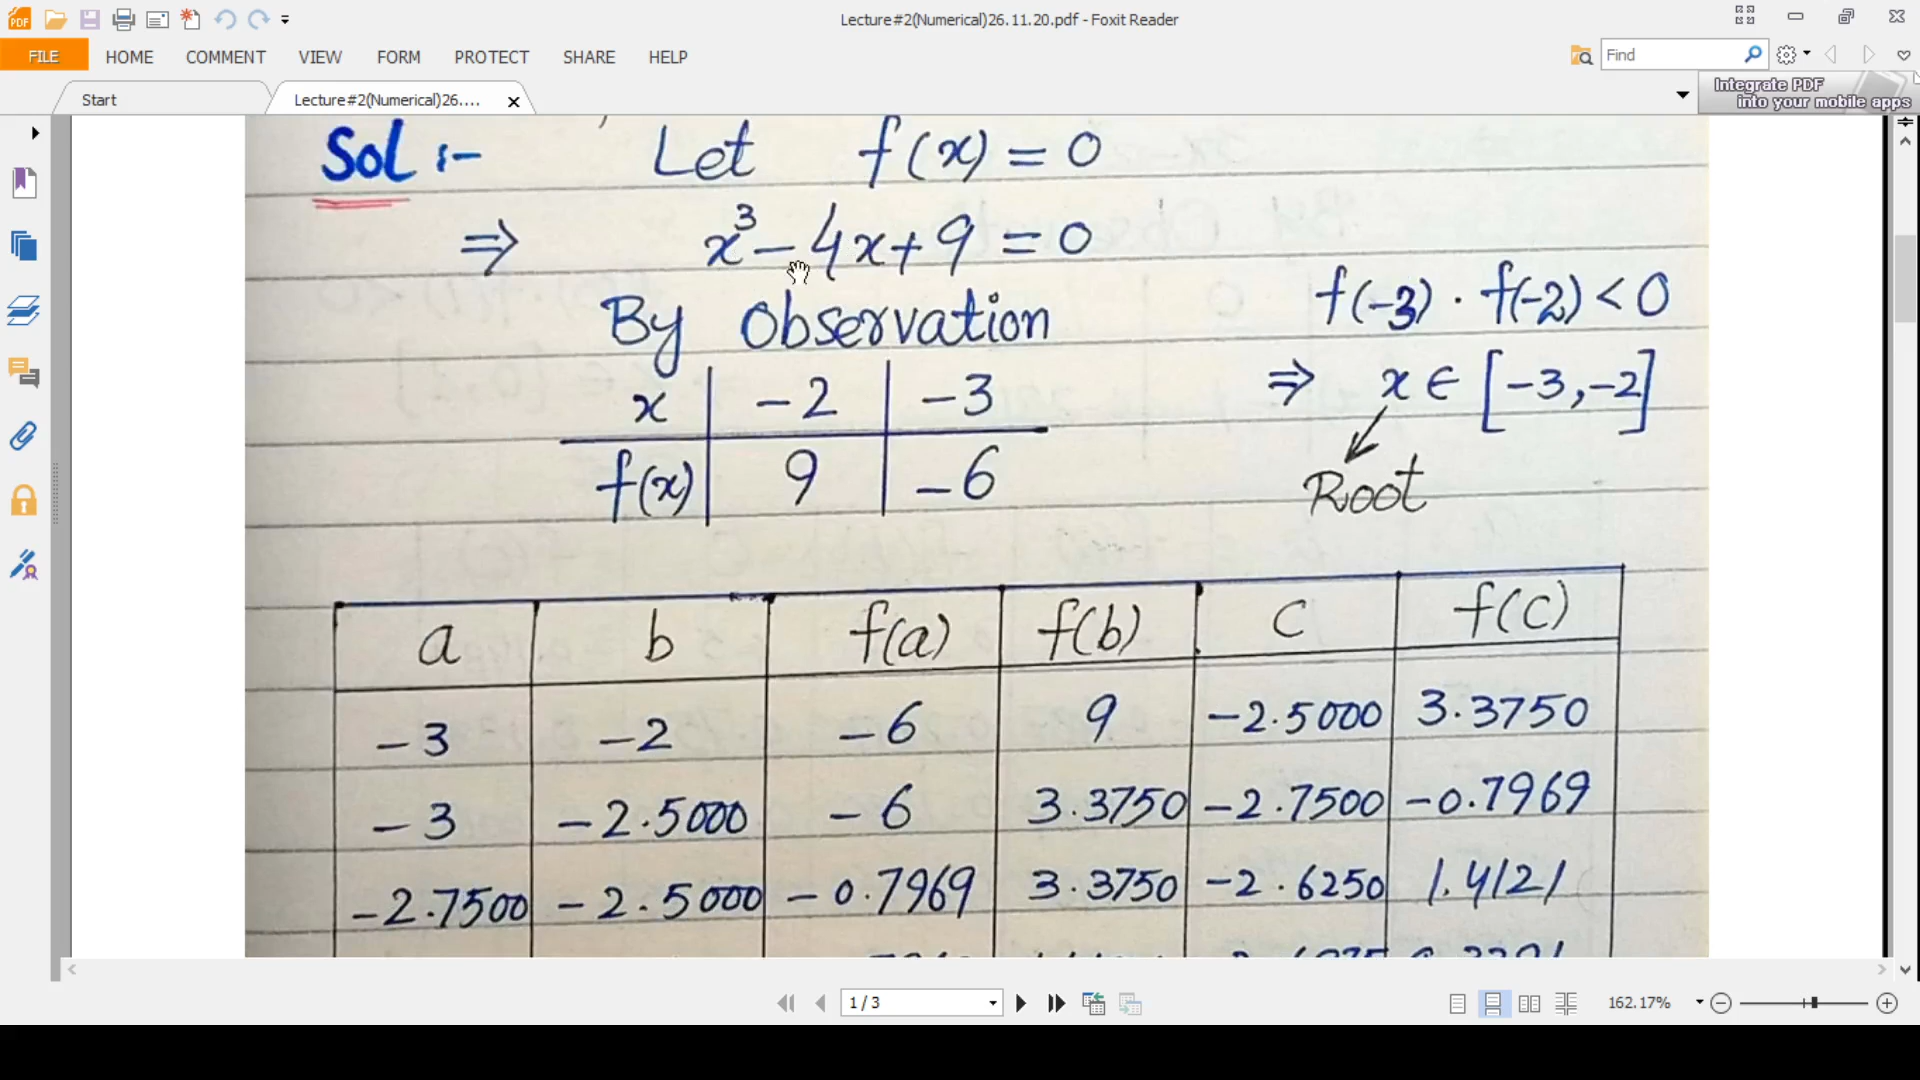 Lecture#2(Numerical)26.11.20.pdf - Foxit Reader
FILE HOME COMMENT VIEW FORM PROTECT SHARE HELP
Find
Start
Lecture#2(Numerical)26....
Integrate PDF
into your mobile apps
Sol :- Let f(x) = 0
⇒ x³ - 4x + 9 = 0
By Observation
x | -2 | -3
f(x) | 9 | -6
f(-3) . f(-2) < 0
⇒ x ∈ [-3, -2]
Root
a b f(a) f(b) c f(c)
-3 -2 -6 9 -2.5000 3.3750
-3 -2.5000 -6 3.3750 -2.7500 -0.7969
-2.7500 -2.5000 -0.7969 3.3750 -2.6250 1.4121
1 / 3
162.17%